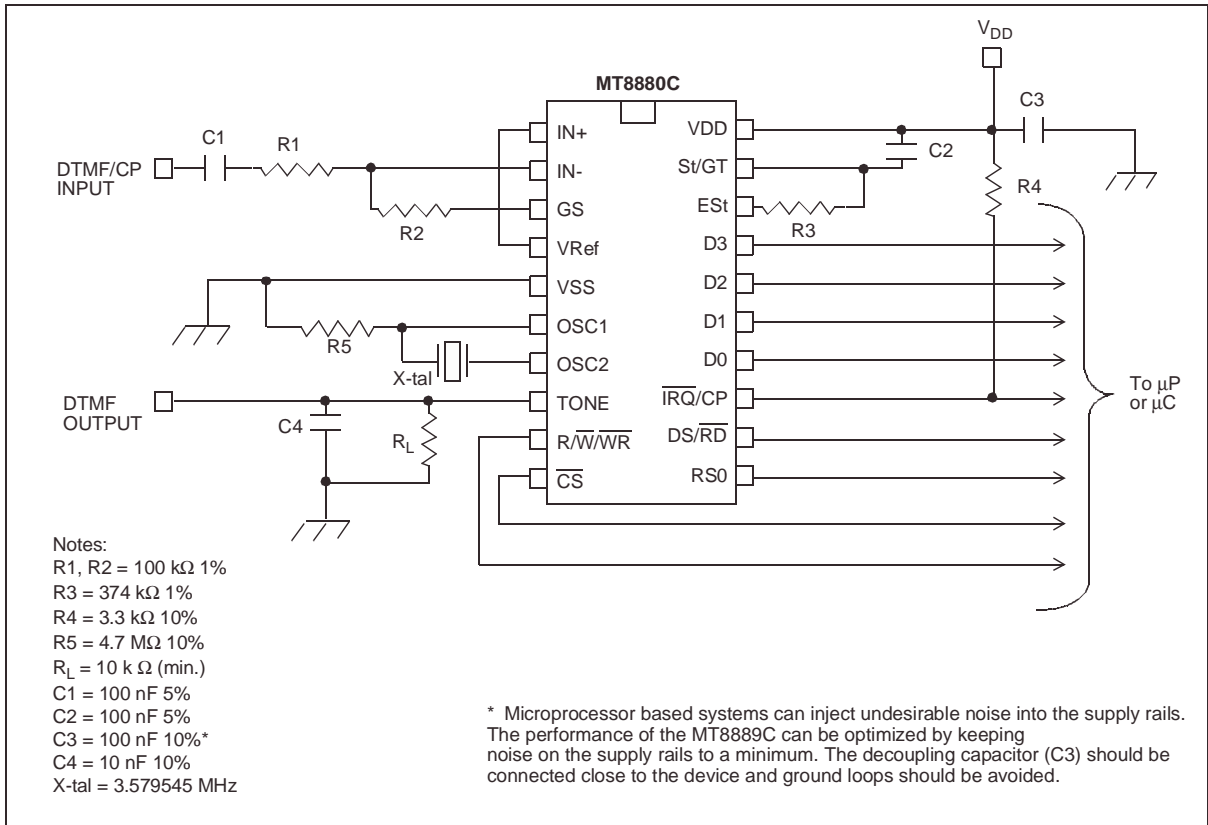 VDD
MT8880C
C3
C1
R1
IN+
VDD
C2
DTMF/CP
INPUT
IN-
St/GT
R4
GS
ESt
R2
R3
VRef
D3
VSS
D2
OSC1
D1
R5
OSC2
D0
X-tal
DTMF
OUTPUT
TONE
IRQ/CP
To µP
or µC
C4
RL
R/W/WR
DS/RD
CS
RS0
Notes:
R1, R2 = 100 kΩ 1%
R3 = 374 kΩ 1%
R4 = 3.3 kΩ 10%
R5 = 4.7 MΩ 10%
RL = 10 k Ω (min.)
C1 = 100 nF 5%
C2 = 100 nF 5%
C3 = 100 nF 10%*
C4 = 10 nF 10%
X-tal = 3.579545 MHz
* Microprocessor based systems can inject undesirable noise into the supply rails.
The performance of the MT8889C can be optimized by keeping
noise on the supply rails to a minimum. The decoupling capacitor (C3) should be
connected close to the device and ground loops should be avoided.